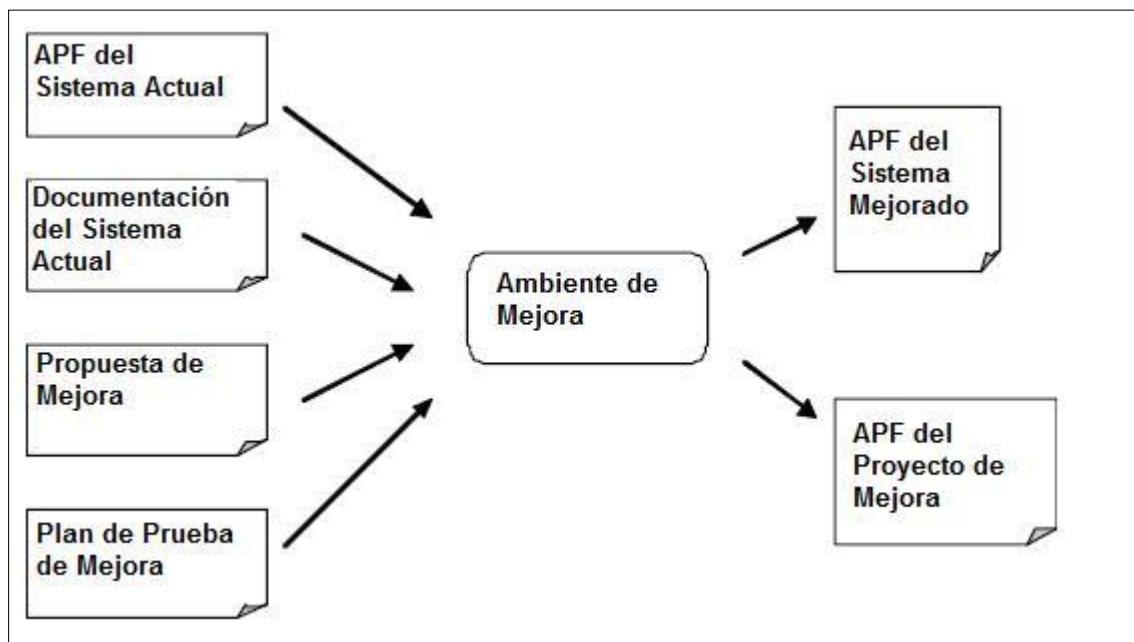 APF del
Sistema Actual
Documentación
del Sistema
Actual
Propuesta de
Mejora
Plan de Prueba
de Mejora
Ambiente de
Mejora
APF del
Sistema
Mejorado
APF del
Proyecto de
Mejora